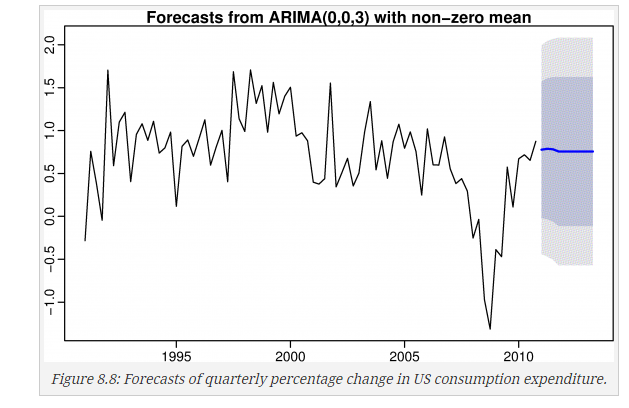 Forecasts from ARIMA(0,0,3) with non−zero mean
2.0
1.5
1.0
0.5
0.0
−0.5
−1.0
1995 2000 2005 2010
Figure 8.8: Forecasts of quarterly percentage change in US consumption expenditure.